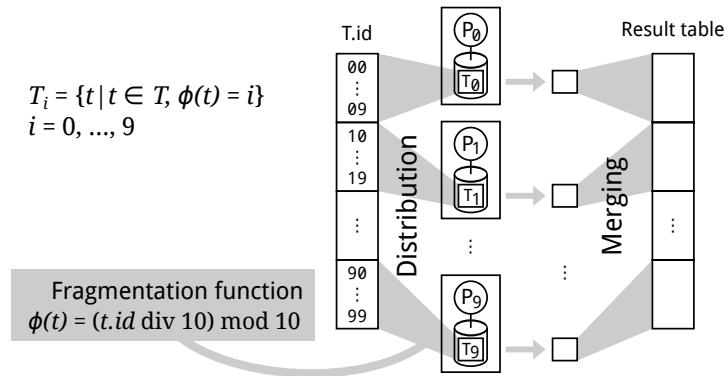 T.id
Result table
P0
T0
00
⋮
09
Tᵢ = {t | t ∈ T, ϕ(t) = i}
i = 0, ..., 9
10
⋮
19
P1
T1
Distribution
Merging
⋮
⋮
⋮
⋮
90
⋮
99
P9
T9
Fragmentation function
ϕ(t) = (t.id div 10) mod 10